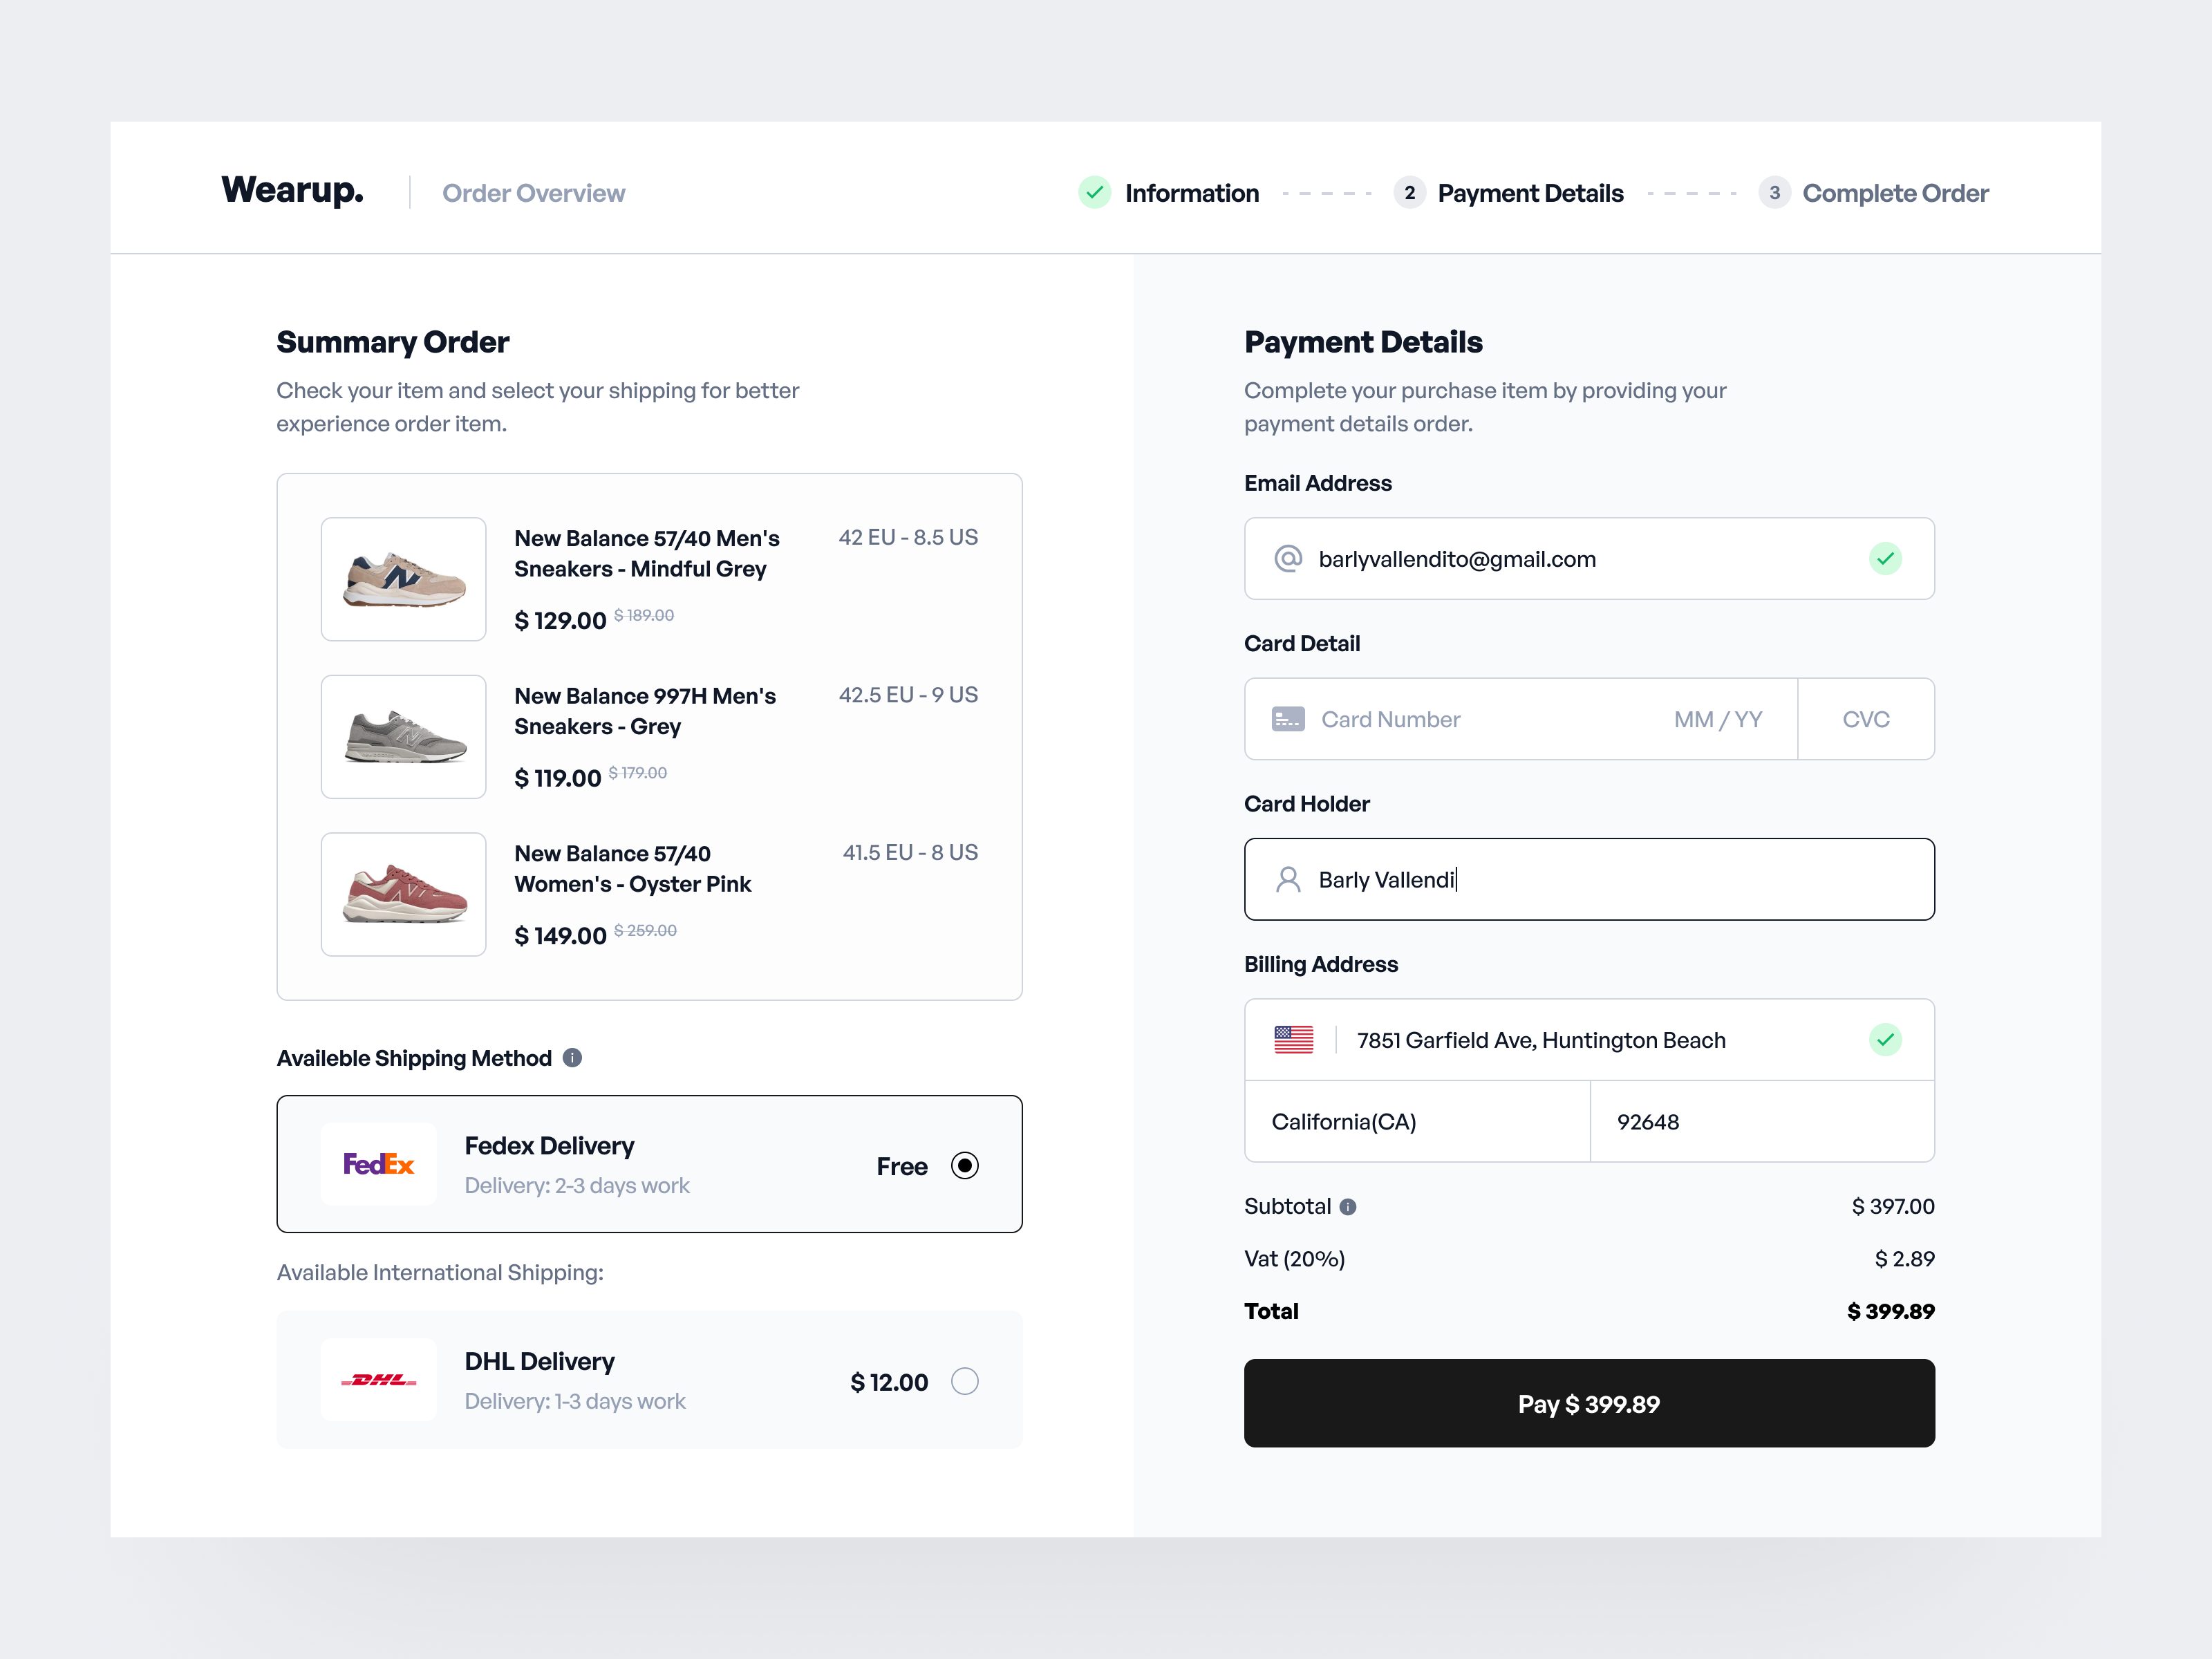 Wearup.
Order Overview
Information
2 Payment Details
3 Complete Order
Summary Order
Check your item and select your shipping for better
experience order item.
New Balance 57/40 Men's
Sneakers - Mindful Grey
42 EU - 8.5 US
$ 129.00 $ 189.00
New Balance 997H Men's
Sneakers - Grey
42.5 EU - 9 US
$ 119.00 $ 179.00
New Balance 57/40
Women's - Oyster Pink
41.5 EU - 8 US
$ 149.00 $ 259.00
Availeble Shipping Method
FedEx
Fedex Delivery
Delivery: 2-3 days work
Free
Available International Shipping:
DHL
DHL Delivery
Delivery: 1-3 days work
$ 12.00
Payment Details
Complete your purchase item by providing your
payment details order.
Email Address
barlyvallendito@gmail.com
Card Detail
Card Number
MM / YY
CVC
Card Holder
Barly Vallendi
Billing Address
7851 Garfield Ave, Huntington Beach
California(CA)
92648
Subtotal
$ 397.00
Vat (20%)
$ 2.89
Total
$ 399.89
Pay $ 399.89